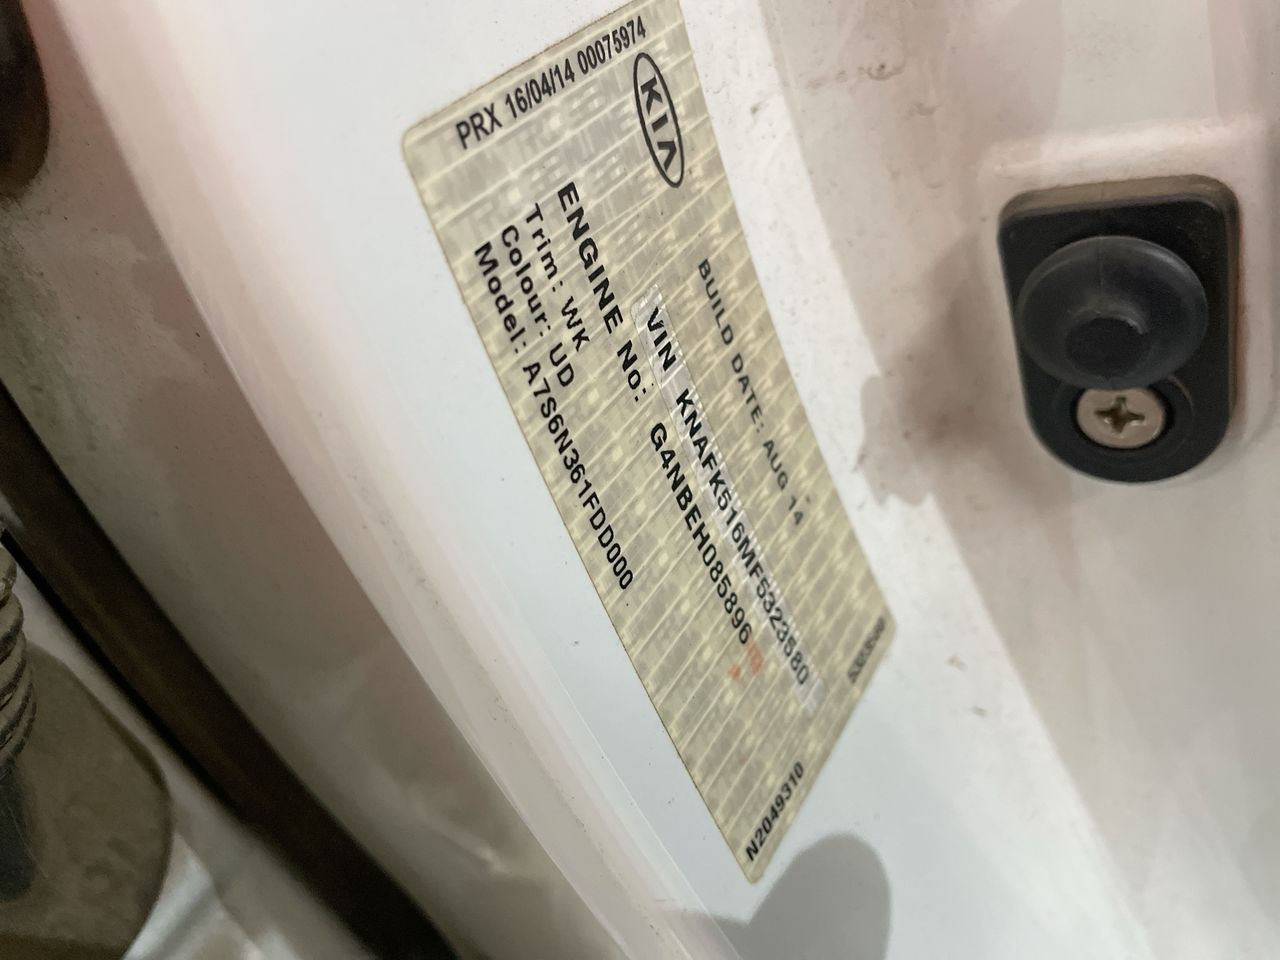 PRX 16/04/14 00075974
KIA
BUILD DATE: AUG 14
VIN KNAFK516MF5323580
ENGINE No: G4NBEH085896
Trim: WK
Colour: UD
Model: A7S6N361FDD000
N2049310